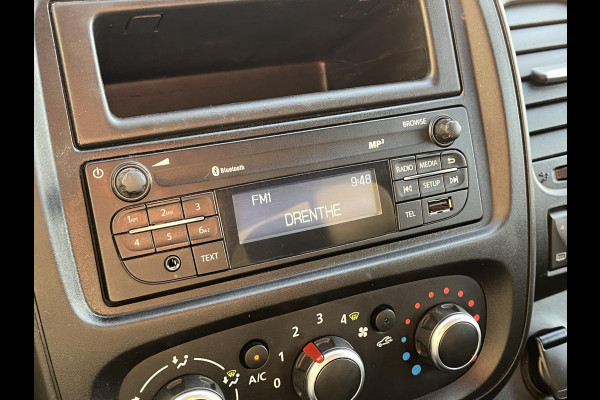 BROWSE
Bluetooth
MP3
FM1 9:48
DRENTHE
RADIO MEDIA
SETUP
TEL
1 2 3
4 5 6
TEXT
0 1 2 3 4
A/C